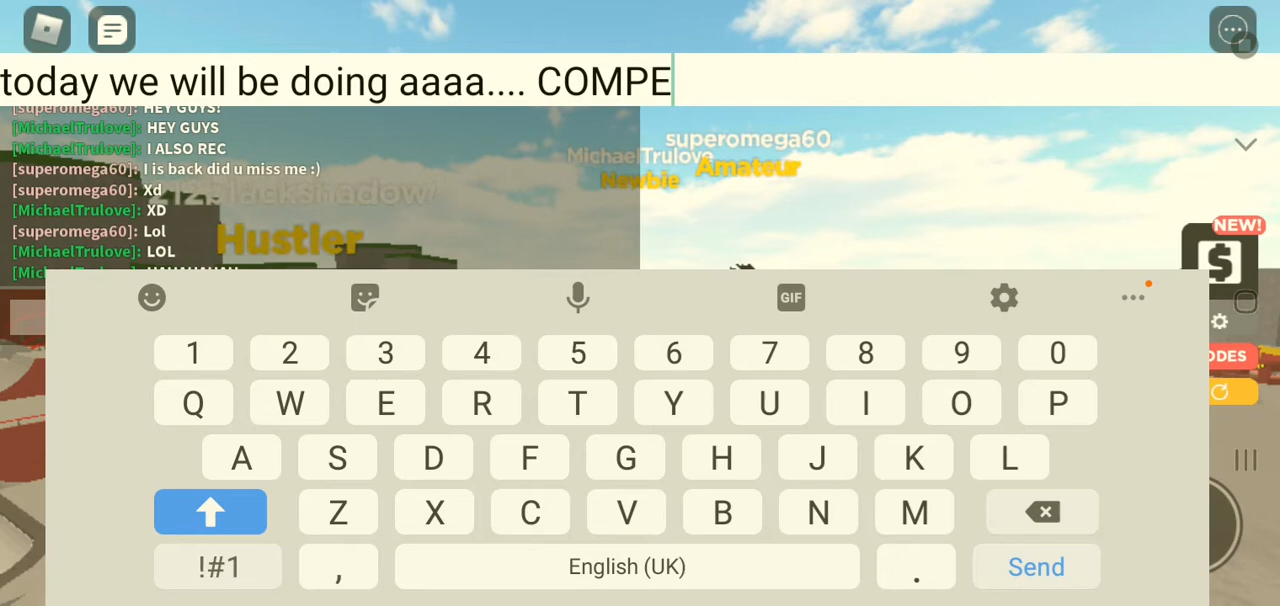 today we will be doing aaaa.... COMPE
[superomega60]: HEY GUYS!
[MichaelTrulove]: HEY GUYS
[MichaelTrulove]: I ALSO REC
[superomega60]: I is back did u miss me :)
[superomega60]: Xd
[MichaelTrulove]: XD
[superomega60]: Lol
[MichaelTrulove]: LOL
superomega60
Amateur
MichaelTrulove
Newbie
Hustler
NEW!
$
GIF
1 2 3 4 5 6 7 8 9 0
Q W E R T Y U I O P
A S D F G H J K L
Z X C V B N M
!#1 , English (UK) . Send